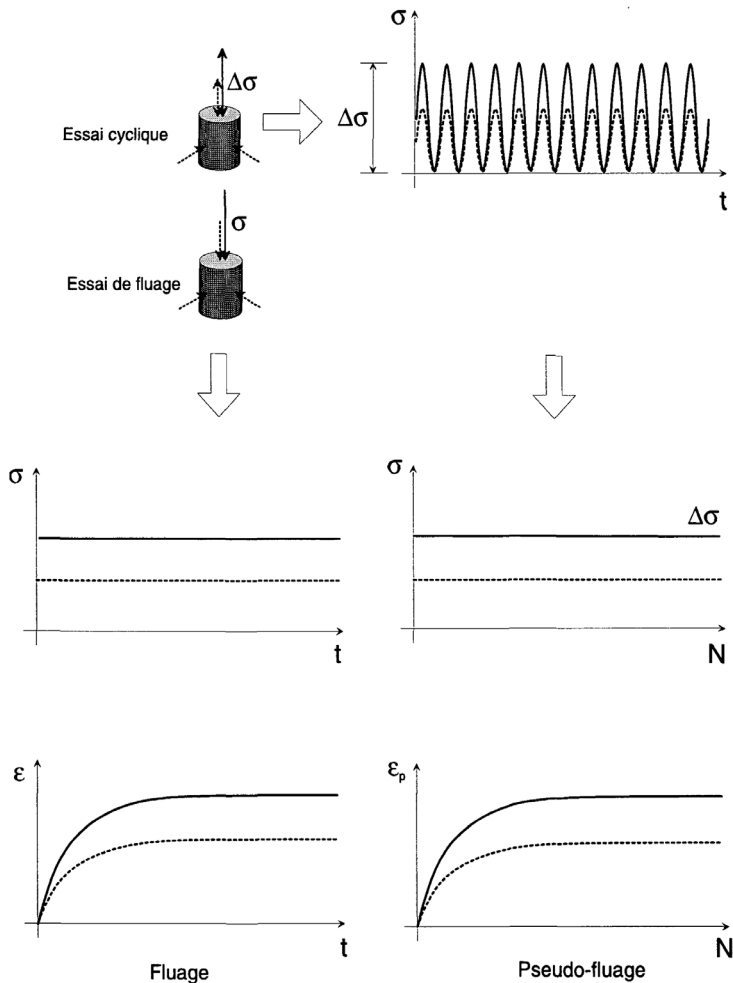 σ
Δσ
Essai cyclique
Δσ
t
σ
Essai de fluage
σ
t
σ
Δσ
N
ε
t
Fluage
εp
N
Pseudo-fluage